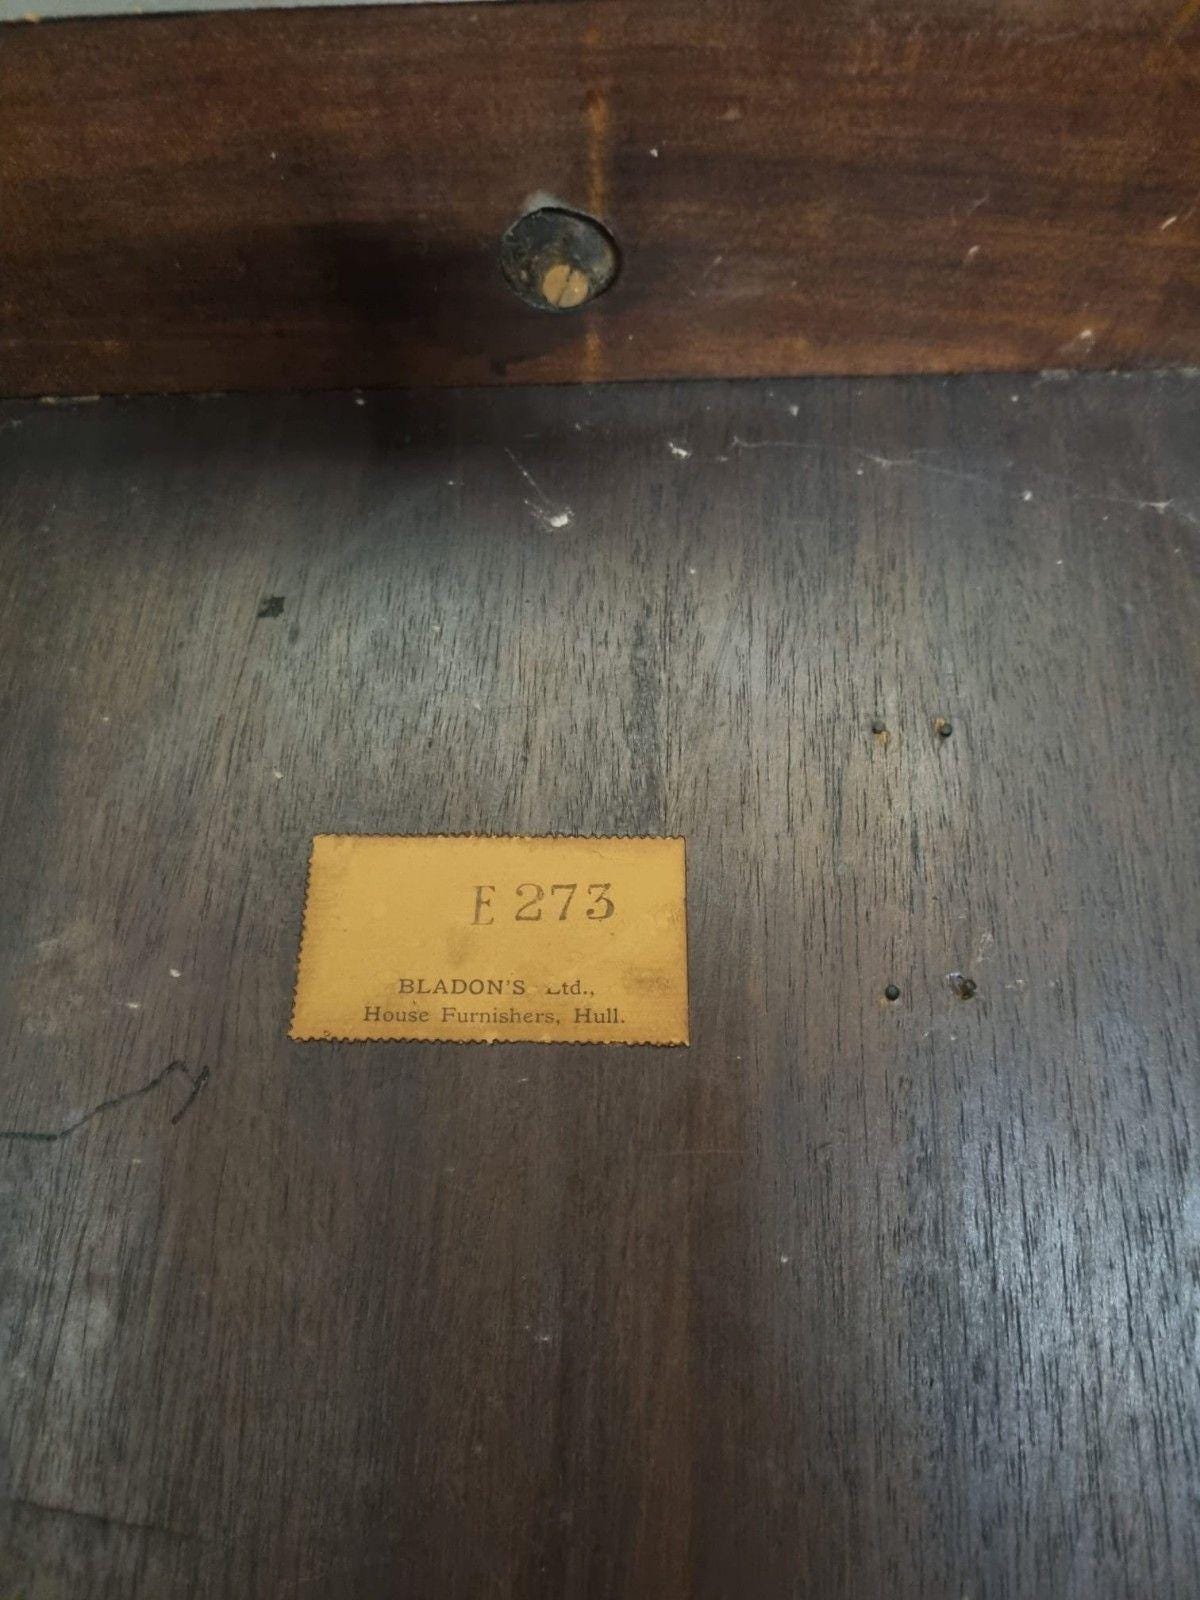 E 273
BLADON'S Ltd.,
House Furnishers, Hull.